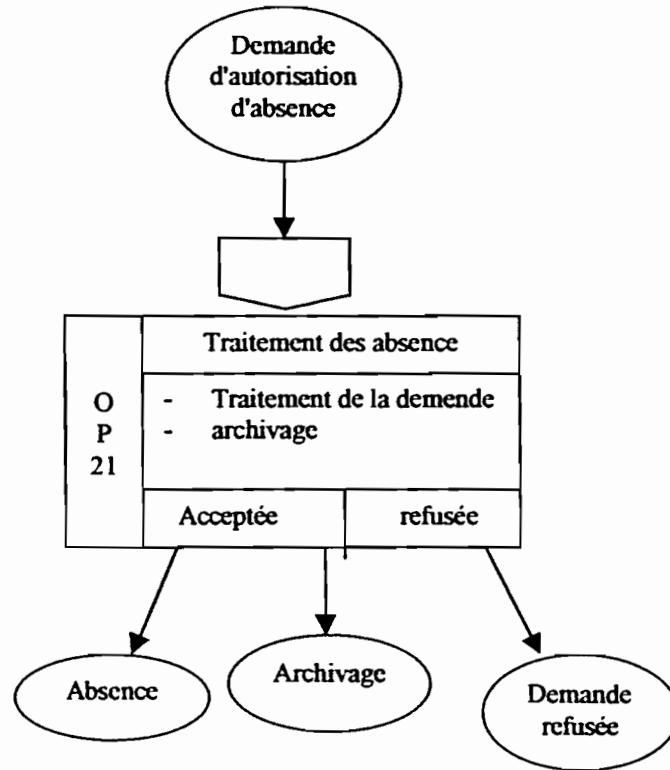 Demande
d'autorisation
d'absence
Traitement des absence
O
P
21
- Traitement de la demende
- archivage
Acceptée
refusée
Absence
Archivage
Demande
refusée